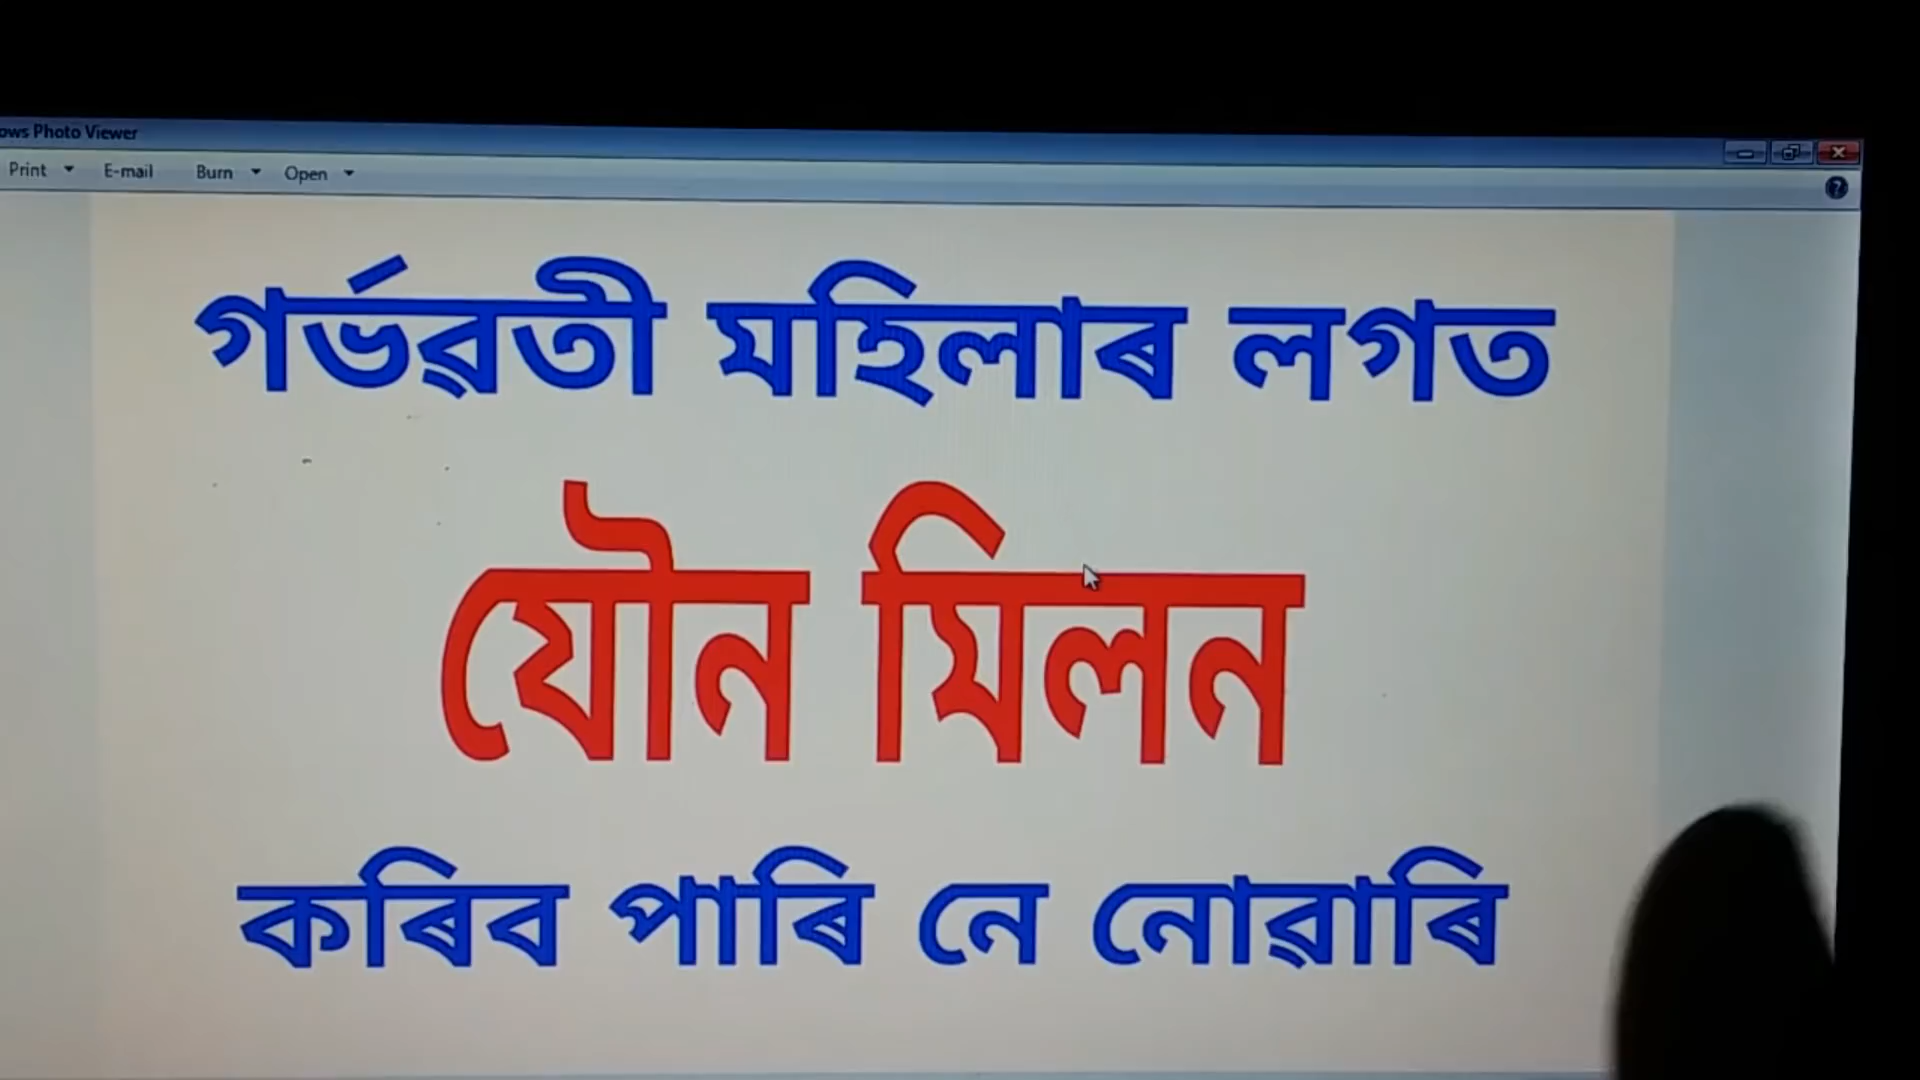 ows Photo Viewer
Print E-mail Burn Open
গৰ্ভৱতী মহিলাৰ লগত
যৌন মিলন
কৰিব পাৰি নে নোৱাৰি